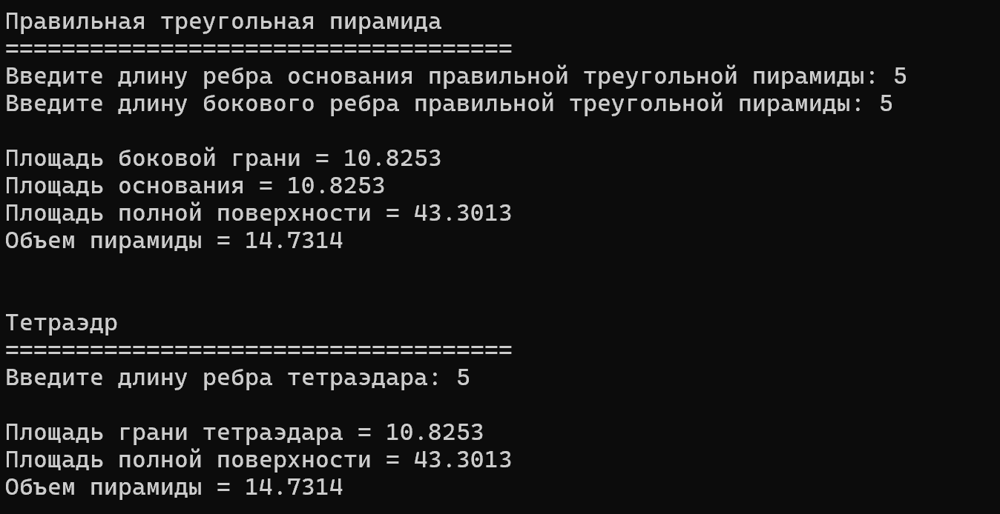 Правильная треугольная пирамида
====================================
Введите длину ребра основания правильной треугольной пирамиды: 5
Введите длину бокового ребра правильной треугольной пирамиды: 5
Площадь боковой грани = 10.8253
Площадь основания = 10.8253
Площадь полной поверхности = 43.3013
Объем пирамиды = 14.7314
Тетраэдр
====================================
Введите длину ребра тетраэдара: 5
Площадь грани тетраэдара = 10.8253
Площадь полной поверхности = 43.3013
Объем пирамиды = 14.7314